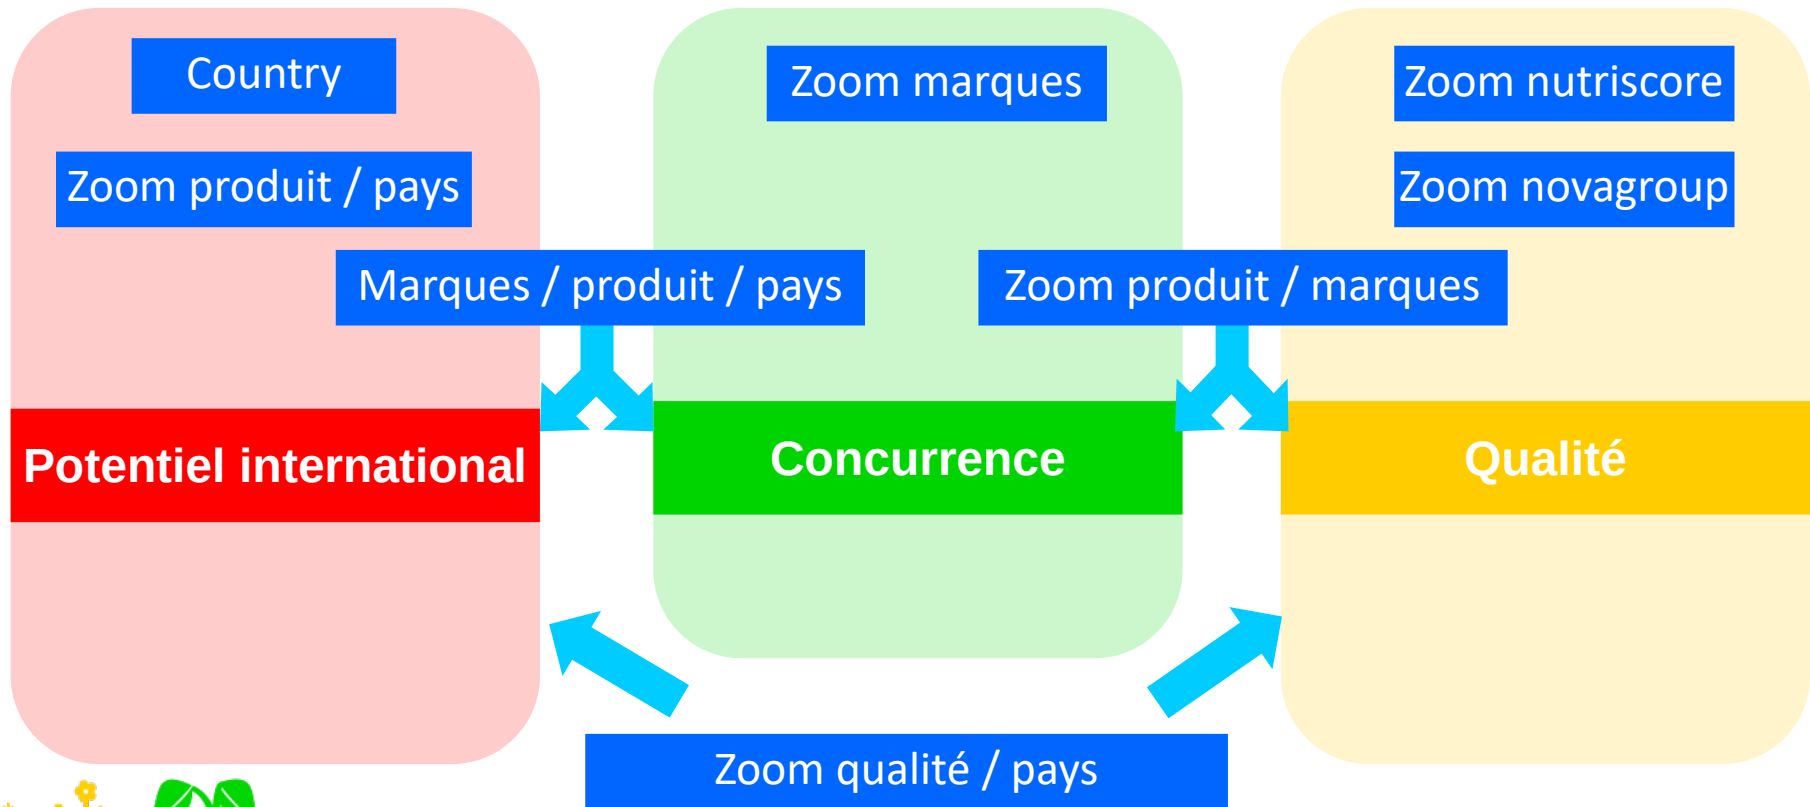 Country
Zoom marques
Zoom nutriscore
Zoom produit / pays
Zoom novagroup
Marques / produit / pays
Zoom produit / marques
Potentiel international
Concurrence
Qualité
Zoom qualité / pays